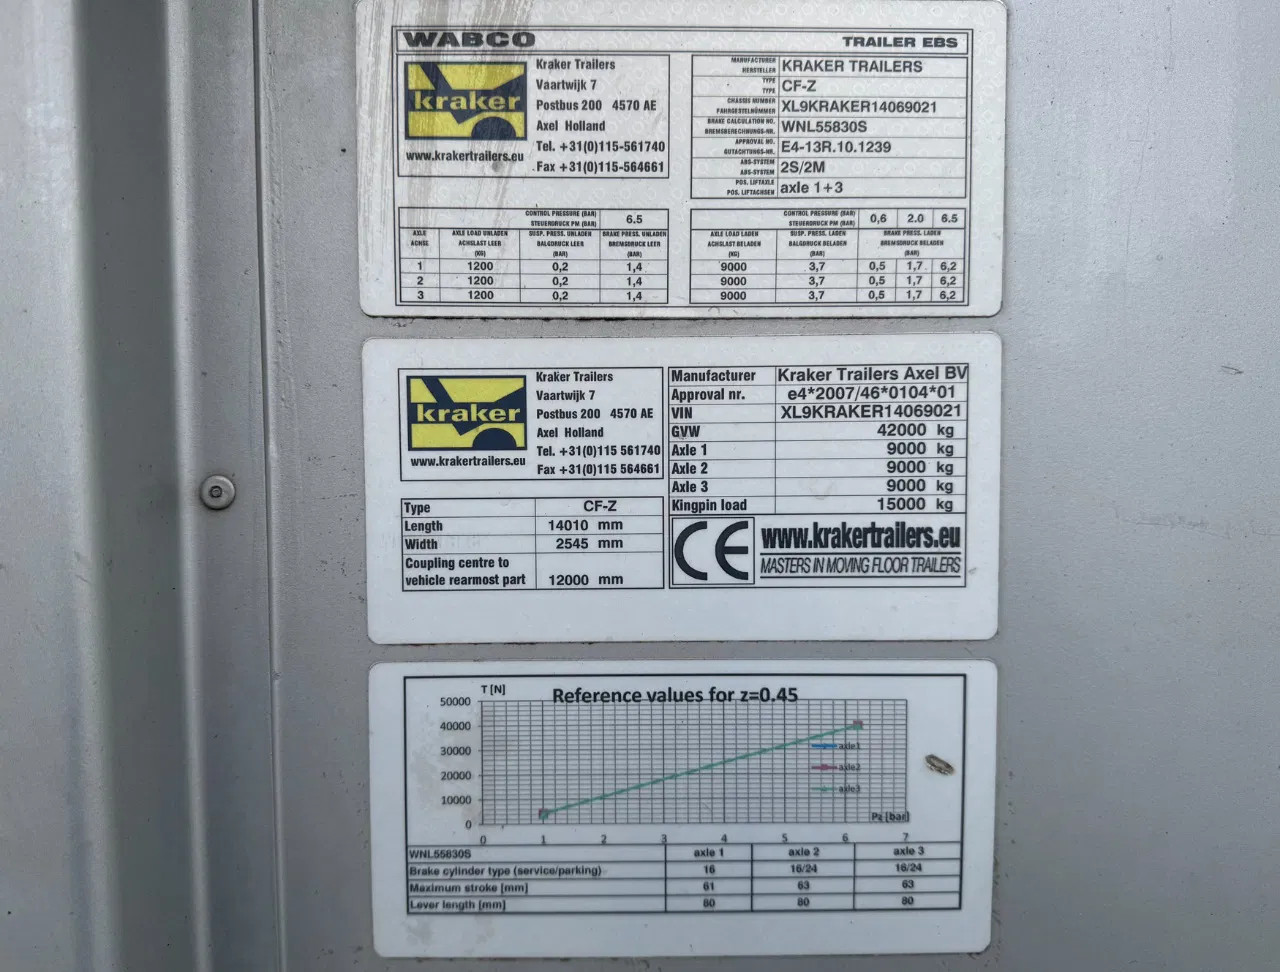 WABCO TRAILER EBS
kraker
www.krakertrailers.eu
Kraker Trailers
Vaartwijk 7
Postbus 200 4570 AE
Axel Holland
Tel. +31(0)115-561740
Fax +31(0)115-564661
MANUFACTURER HERSTELLER KRAKER TRAILERS
TYPE TYPE CF-Z
CHASSIS NUMBER FAHRGESTELNÜMMER XL9KRAKER14069021
BRAKE CALCULATION NO. BREMSBERECHNUNGS-NR. WNL55830S
APPROVAL NO. GUTACHTUNGS-NR. E4-13R.10.1239
ABS-SYSTEM ABS-SYSTEM 2S/2M
POS. LIFTAXLE POS. LIFTACHSEN axle 1+3
CONTROL PRESSURE (BAR) STEUERDRUCK PM (BAR) 6.5
AXLE ACHSE AXLE LOAD UNLADEN ACHSLAST LEER (KG) SUSP. PRESS. UNLADEN BALGDRUCK LEER (BAR) BRAKE PRESS. UNLADEN BREMSDRUCK LEER (BAR)
1 1200 0,2 1,4
2 1200 0,2 1,4
3 1200 0,2 1,4
CONTROL PRESSURE (BAR) STEUERDRUCK PM (BAR) 0,6 2.0 6.5
AXLE LOAD LADEN ACHSLAST BELADEN (KG) SUSP. PRESS. LADEN BALGDRUCK BELADEN (BAR) BRAKE PRESS. LADEN BREMSDRUCK BELADEN (BAR)
9000 3,7 0,5 1,7 6,2
9000 3,7 0,5 1,7 6,2
9000 3,7 0,5 1,7 6,2
kraker
www.krakertrailers.eu
Kraker Trailers
Vaartwijk 7
Postbus 200 4570 AE
Axel Holland
Tel. +31(0)115 561740
Fax +31(0)115 564661
Type CF-Z
Length 14010 mm
Width 2545 mm
Coupling centre to
vehicle rearmost part 12000 mm
Manufacturer Kraker Trailers Axel BV
Approval nr. e4*2007/46*0104*01
VIN XL9KRAKER14069021
GVW 42000 kg
Axle 1 9000 kg
Axle 2 9000 kg
Axle 3 9000 kg
Kingpin load 15000 kg
CE
www.krakertrailers.eu
MASTERS IN MOVING FLOOR TRAILERS
T [N]
Reference values for z=0.45
50000
40000
30000
20000
10000
0
axle1
axle2
axle3
Pz [bar]
0 1 2 3 4 5 6 7
WNL55830S axle 1 axle 2 axle 3
Brake cylinder type (service/parking) 16 16/24 16/24
Maximum stroke [mm] 61 63 63
Lever length [mm] 80 80 80